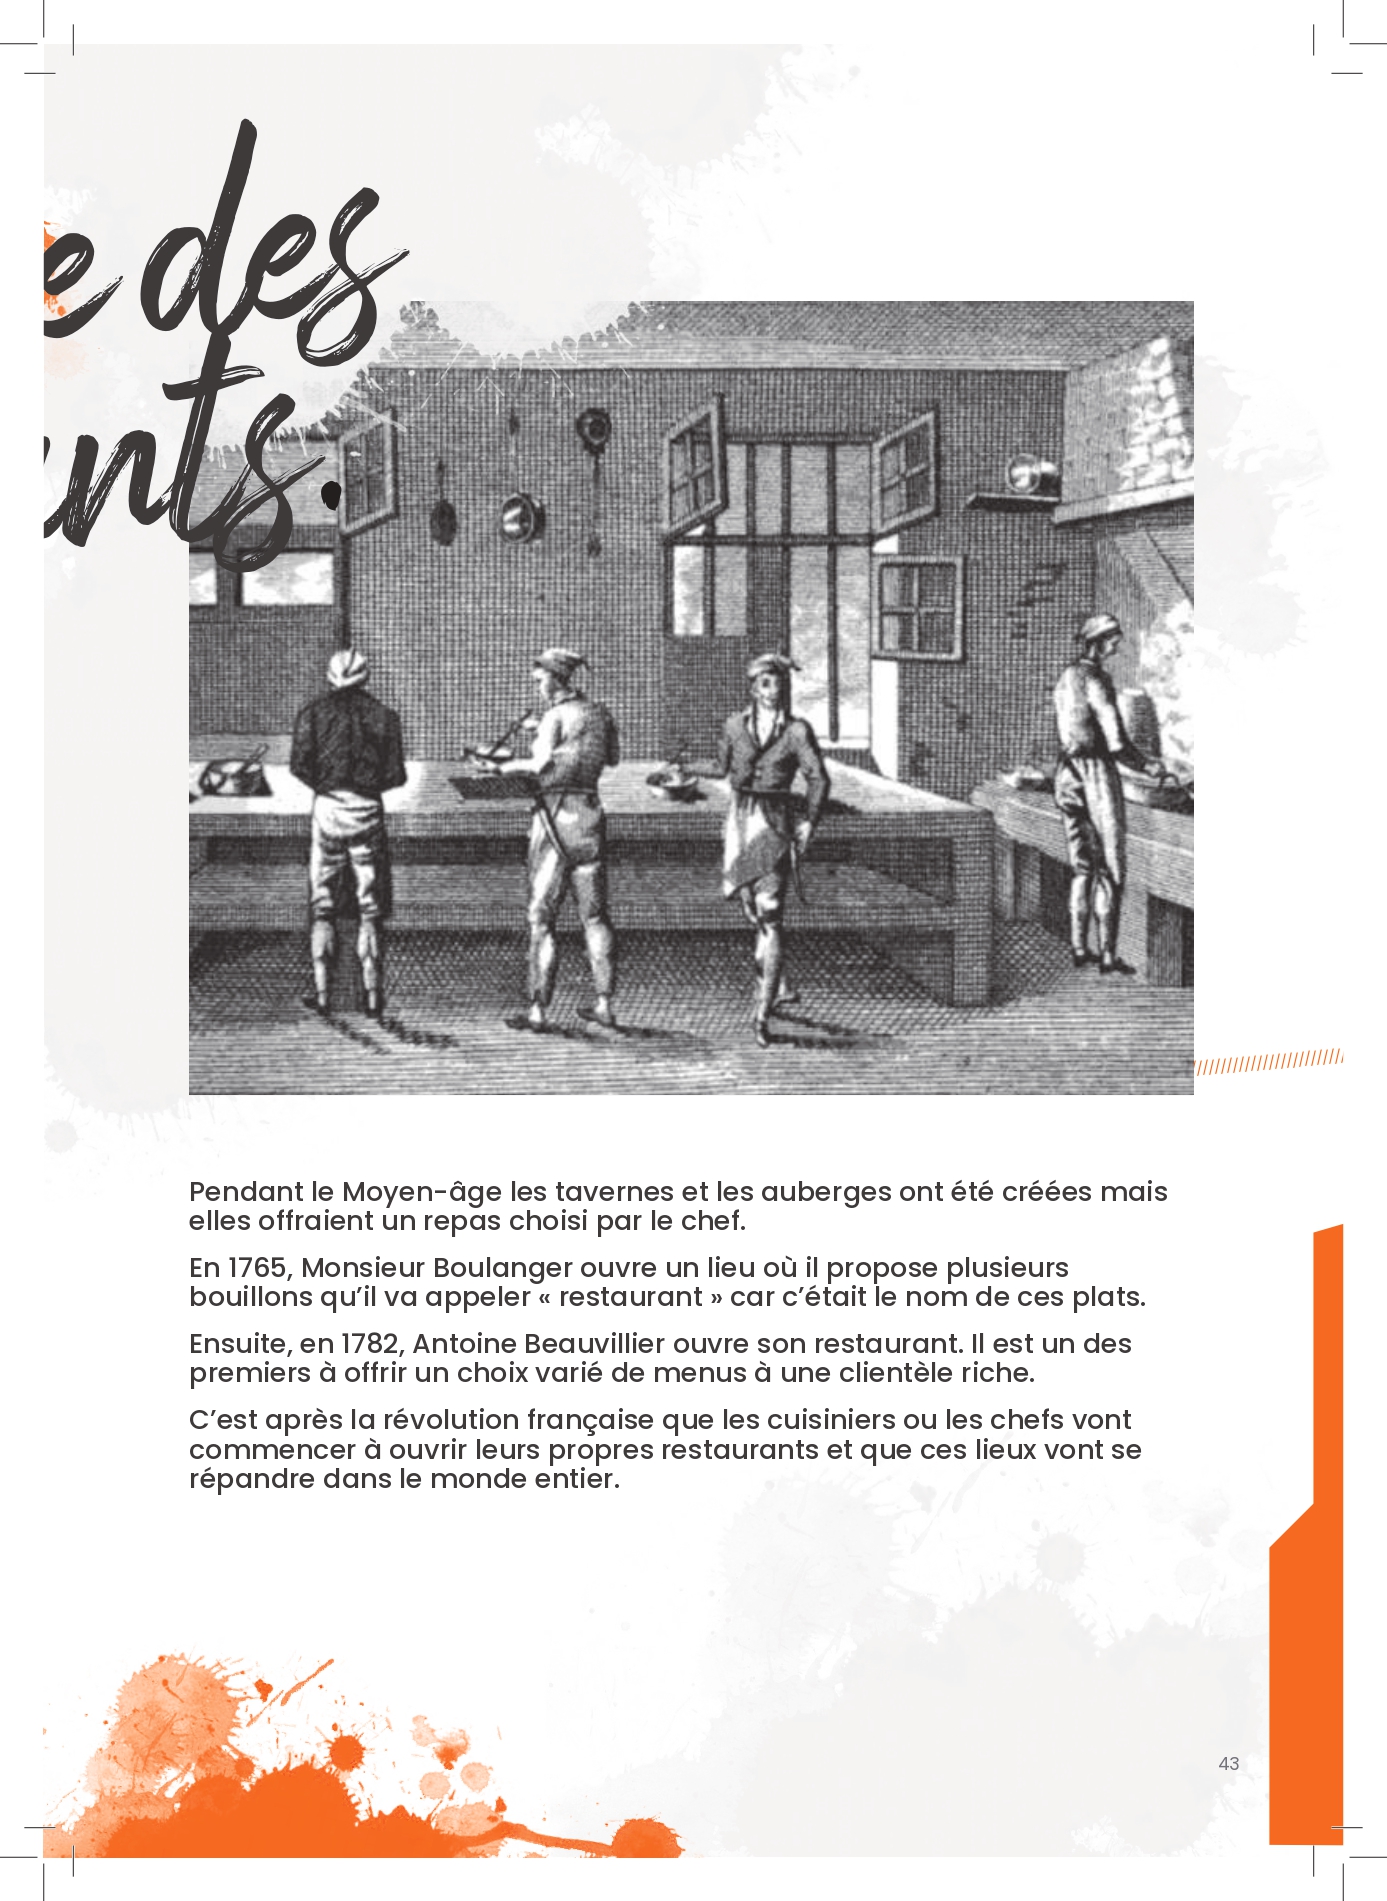 e des
nts.
Pendant le Moyen-âge les tavernes et les auberges ont été créées mais
elles offraient un repas choisi par le chef.
En 1765, Monsieur Boulanger ouvre un lieu où il propose plusieurs
bouillons qu’il va appeler « restaurant » car c’était le nom de ces plats.
Ensuite, en 1782, Antoine Beauvillier ouvre son restaurant. Il est un des
premiers à offrir un choix varié de menus à une clientèle riche.
C’est après la révolution française que les cuisiniers ou les chefs vont
commencer à ouvrir leurs propres restaurants et que ces lieux vont se
répandre dans le monde entier.
43